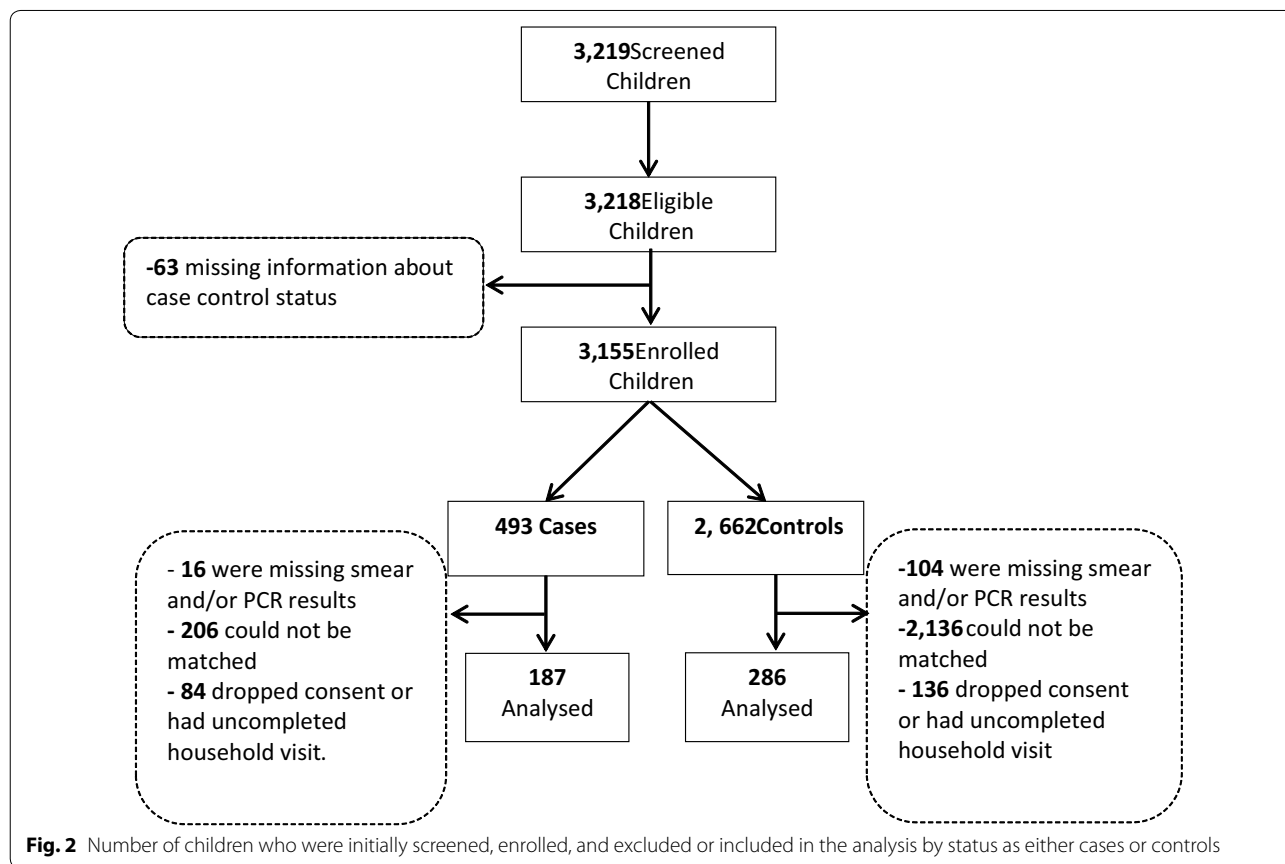 3,219Screened
Children
3,218Eligible
Children
-63 missing information about
case control status
3,155Enrolled
Children
493 Cases
2, 662Controls
- 16 were missing smear
and/or PCR results
- 206 could not be
matched
- 84 dropped consent or
had uncompleted
household visit.
187
Analysed
286
Analysed
-104 were missing smear
and/or PCR results
-2,136 could not be
matched
- 136 dropped consent
or had uncompleted
household visit
Fig. 2 Number of children who were initially screened, enrolled, and excluded or included in the analysis by status as either cases or controls